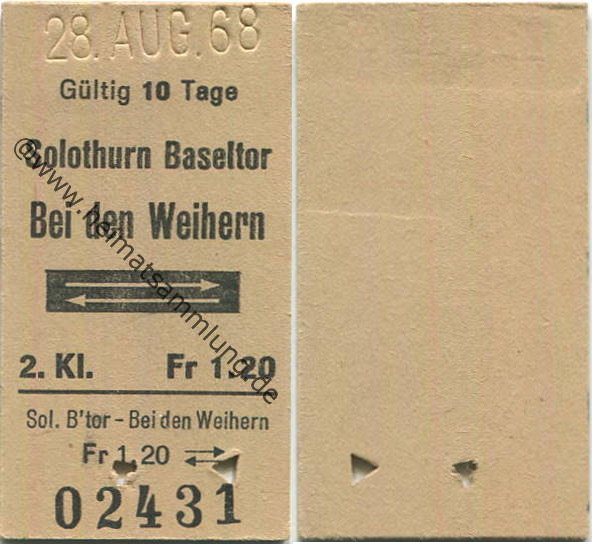 28. AUG. 68
Gültig 10 Tage
Solothurn Baseltor
Bei den Weihern
2. Kl. Fr 1.20
Sol. B'tor - Bei den Weihern
Fr 1.20
02431
@www.heimatsammlung.de